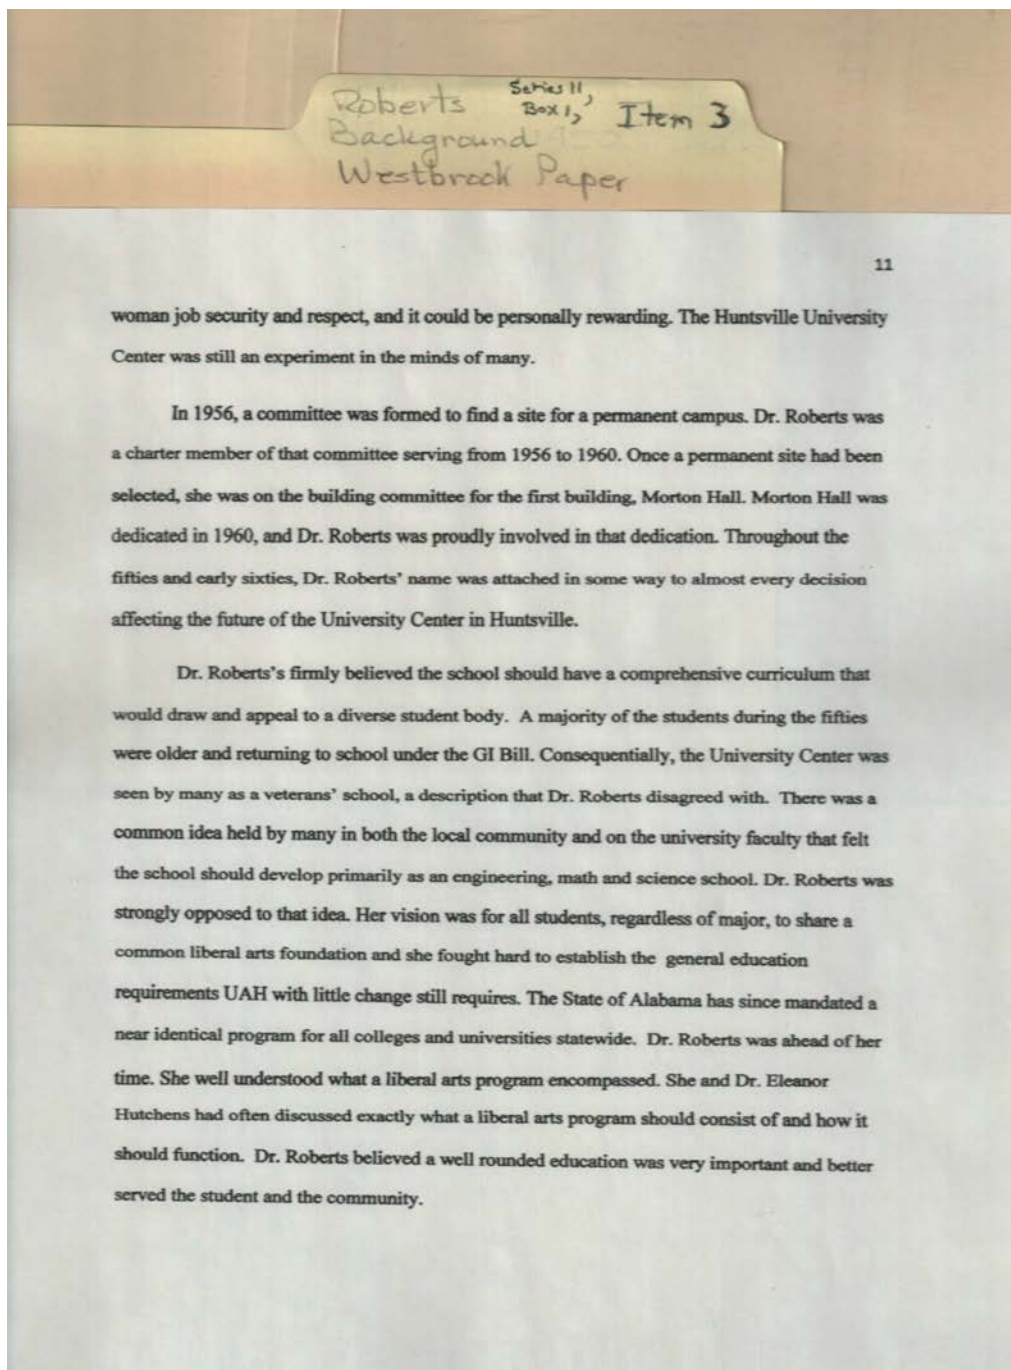 Roberts Series 11, Box 1, Item 3
Background
Westbrook Paper
11
woman job security and respect, and it could be personally rewarding. The Huntsville University
Center was still an experiment in the minds of many.
In 1956, a committee was formed to find a site for a permanent campus. Dr. Roberts was
a charter member of that committee serving from 1956 to 1960. Once a permanent site had been
selected, she was on the building committee for the first building, Morton Hall. Morton Hall was
dedicated in 1960, and Dr. Roberts was proudly involved in that dedication. Throughout the
fifties and early sixties, Dr. Roberts' name was attached in some way to almost every decision
affecting the future of the University Center in Huntsville.
Dr. Roberts's firmly believed the school should have a comprehensive curriculum that
would draw and appeal to a diverse student body. A majority of the students during the fifties
were older and returning to school under the GI Bill. Consequentially, the University Center was
seen by many as a veterans' school, a description that Dr. Roberts disagreed with. There was a
common idea held by many in both the local community and on the university faculty that felt
the school should develop primarily as an engineering, math and science school. Dr. Roberts was
strongly opposed to that idea. Her vision was for all students, regardless of major, to share a
common liberal arts foundation and she fought hard to establish the general education
requirements UAH with little change still requires. The State of Alabama has since mandated a
near identical program for all colleges and universities statewide. Dr. Roberts was ahead of her
time. She well understood what a liberal arts program encompassed. She and Dr. Eleanor
Hutchens had often discussed exactly what a liberal arts program should consist of and how it
should function. Dr. Roberts believed a well rounded education was very important and better
served the student and the community.